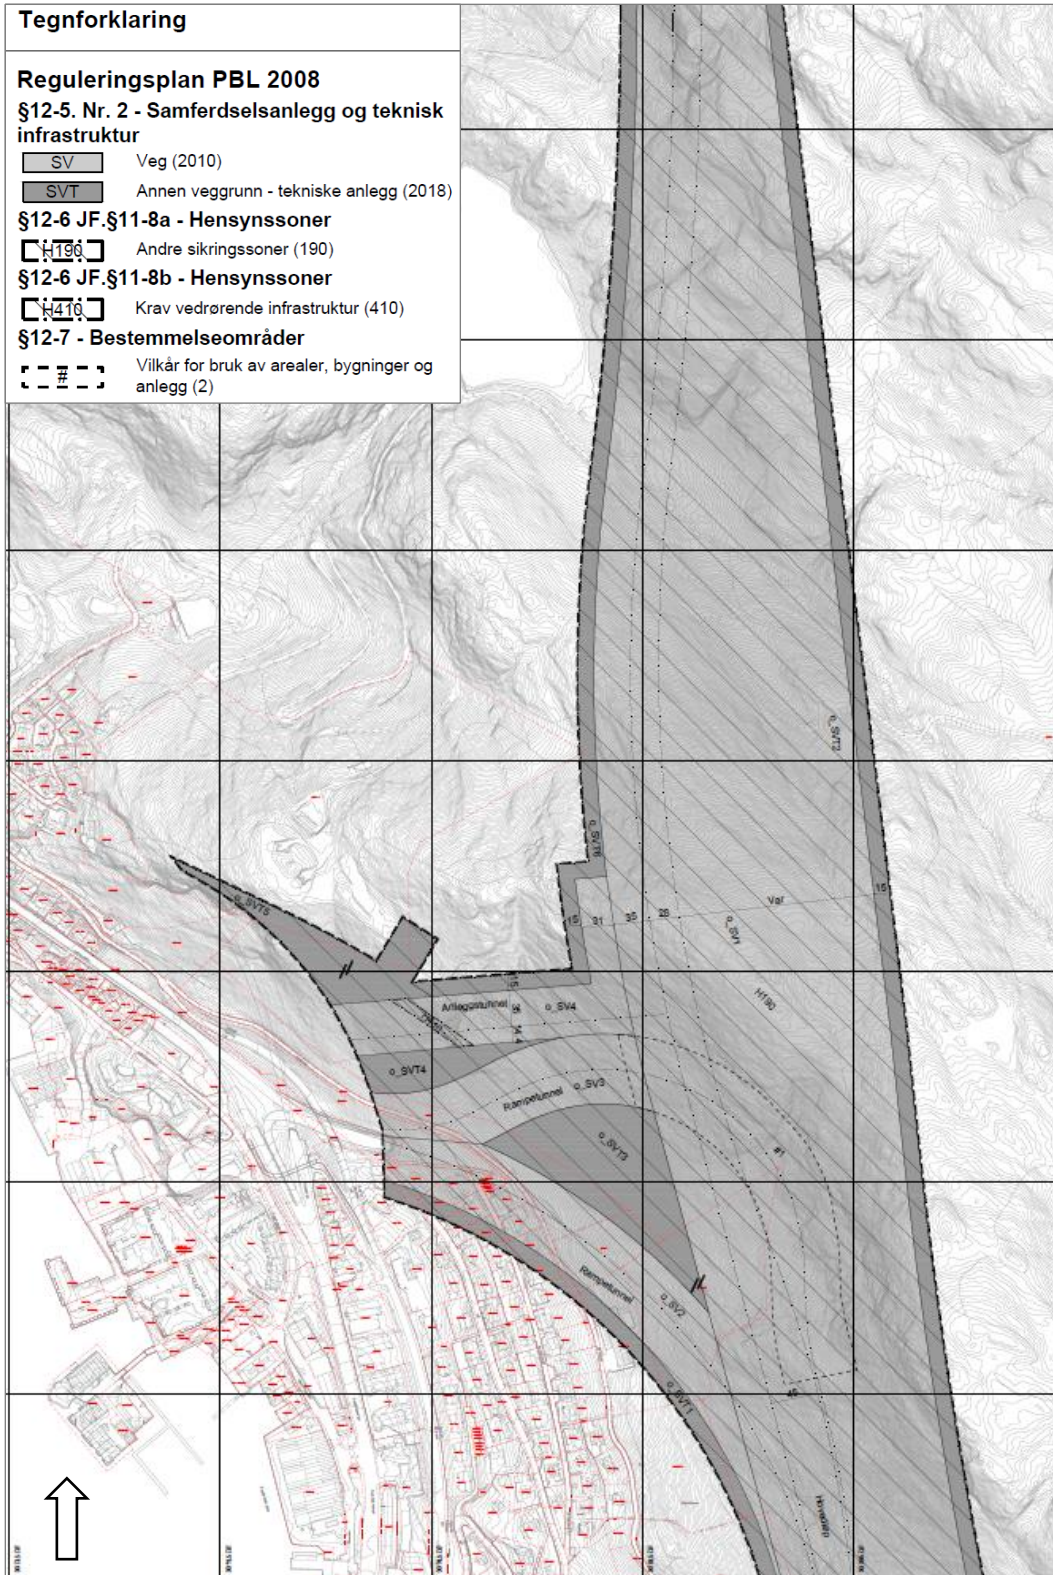 Tegnforklaring
Reguleringsplan PBL 2008
§12-5. Nr. 2 - Samferdselsanlegg og teknisk
infrastruktur
SV Veg (2010)
SVT Annen veggrunn - tekniske anlegg (2018)
§12-6 JF.§11-8a - Hensynssoner
H190 Andre sikringssoner (190)
§12-6 JF.§11-8b - Hensynssoner
H410 Krav vedrørende infrastruktur (410)
§12-7 - Bestemmelseområder
# Vilkår for bruk av arealer, bygninger og
anlegg (2)
o_SVT2
o_SVT6
15
Var
o_SVT5
15
31
35
28
o_SV1
H190
15
Anleggstunnel
o_SV4
o_SVT4
o_SV3
Rampetunnel
o_SVT3
#1
Rampetunnel
o_SV2
o_SVT1